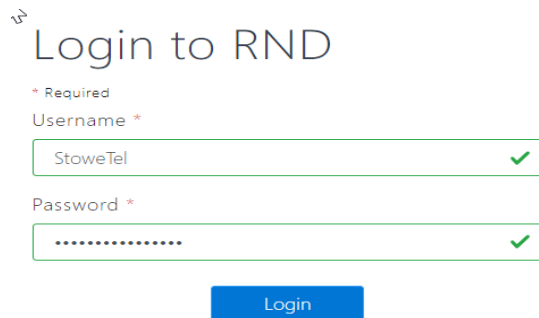 Login to RND
* Required
Username *
StoweTel
Password *
••••••••••••••••
Login